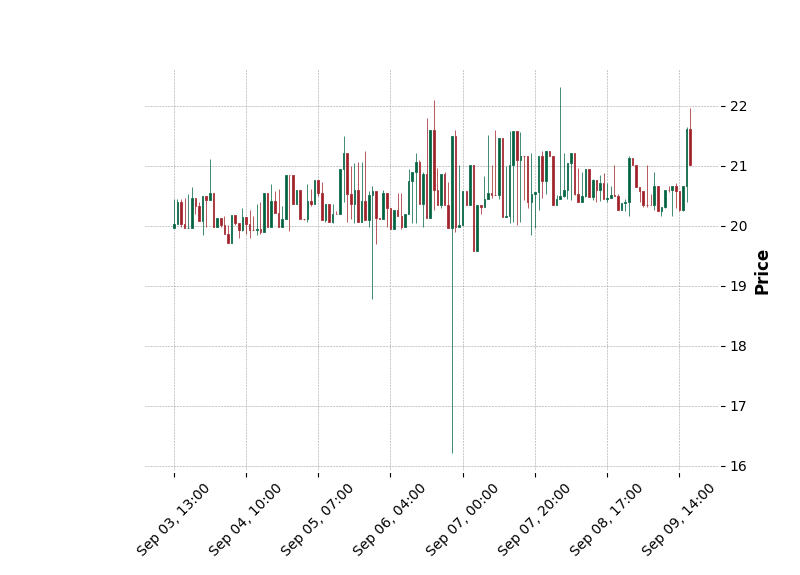 22
21
20
19
18
17
16
Price
Sep 03, 13:00
Sep 04, 10:00
Sep 05, 07:00
Sep 06, 04:00
Sep 07, 00:00
Sep 07, 20:00
Sep 08, 17:00
Sep 09, 14:00